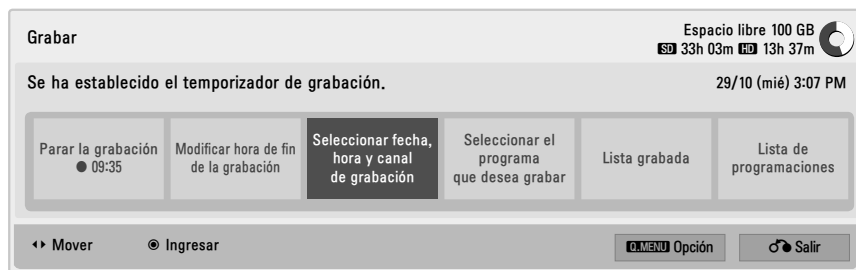 Grabar
Espacio libre 100 GB
SD 33h 03m HD 13h 37m
Se ha establecido el temporizador de grabación.
29/10 (mié) 3:07 PM
Parar la grabación
● 09:35
Modificar hora de fin
de la grabación
Seleccionar fecha,
hora y canal
de grabación
Seleccionar el
programa
que desea grabar
Lista grabada
Lista de
programaciones
Mover
Ingresar
Q.MENU Opción
Salir